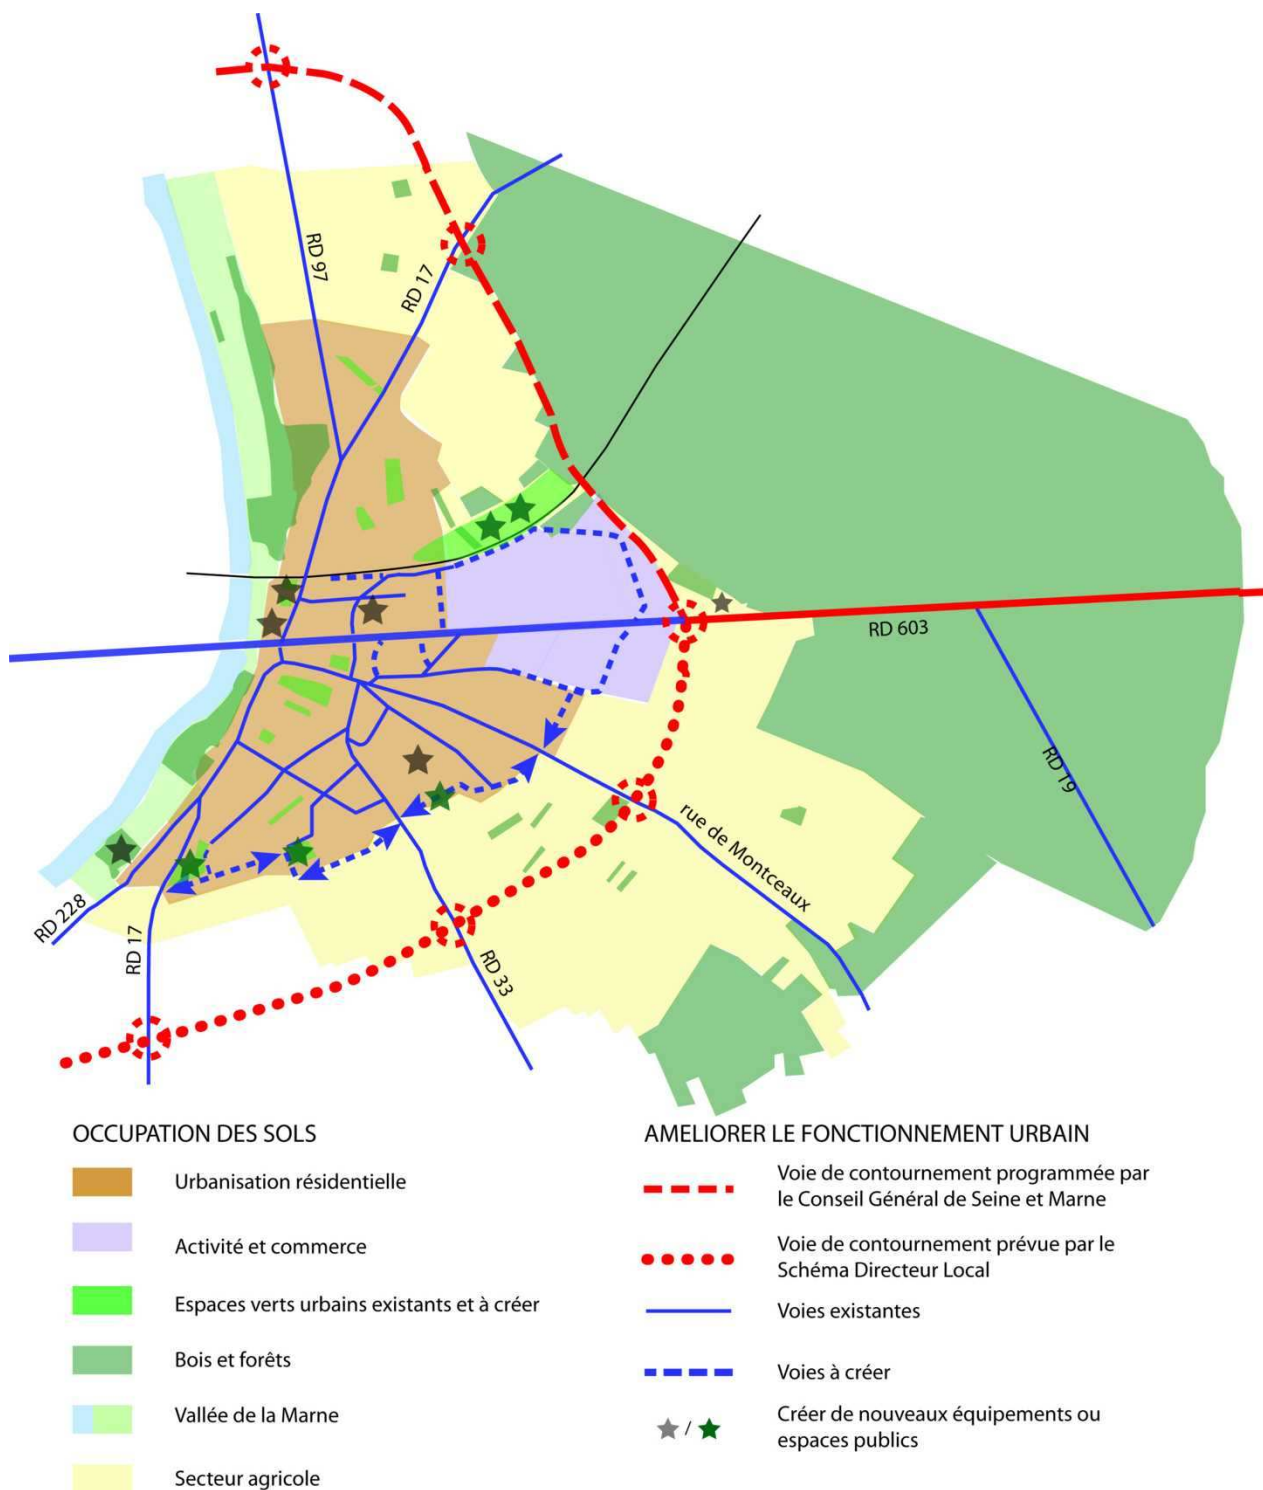 RD 97
RD 17
RD 603
RD 19
rue de Montceaux
RD 228
RD 17
RD 33
OCCUPATION DES SOLS
Urbanisation résidentielle
Activité et commerce
Espaces verts urbains existants et à créer
Bois et forêts
Vallée de la Marne
Secteur agricole
AMELIORER LE FONCTIONNEMENT URBAIN
Voie de contournement programmée par
le Conseil Général de Seine et Marne
Voie de contournement prévue par le
Schéma Directeur Local
Voies existantes
Voies à créer
/
Créer de nouveaux équipements ou
espaces publics